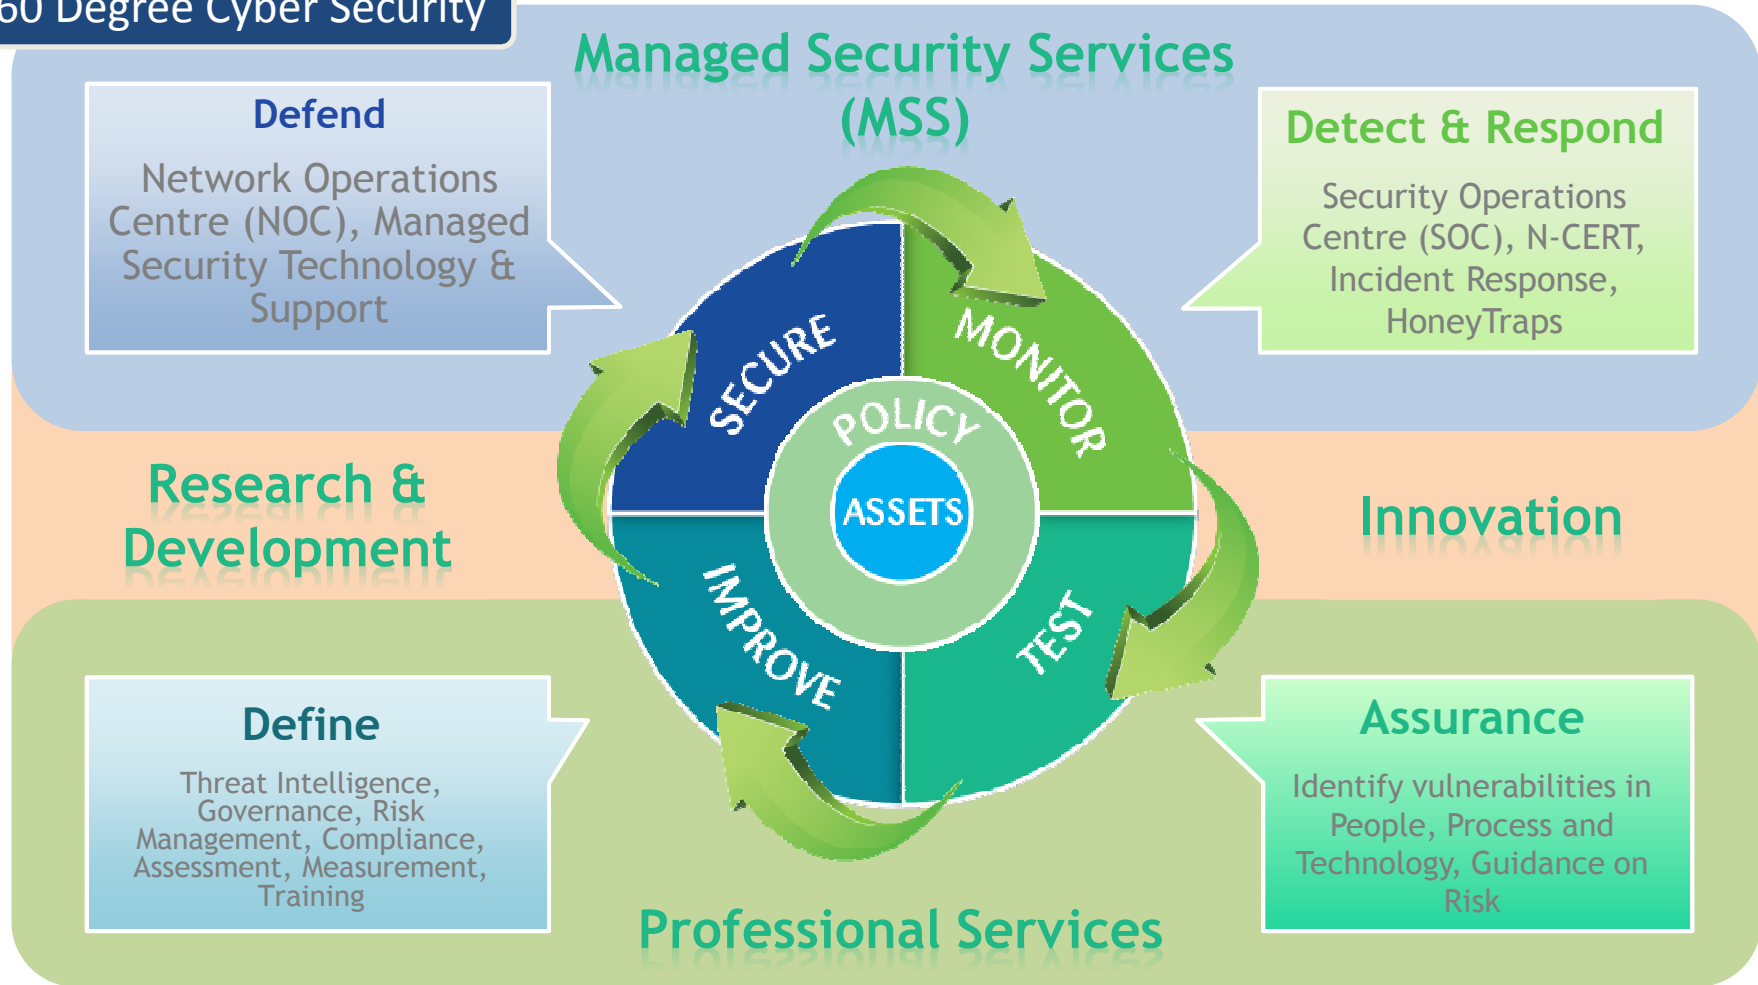 60 Degree Cyber Security
Managed Security Services
(MSS)
Defend
Network Operations
Centre (NOC), Managed
Security Technology &
Support
Detect & Respond
Security Operations
Centre (SOC), N-CERT,
Incident Response,
HoneyTraps
SECURE
MONITOR
POLICY
ASSETS
IMPROVE
TEST
Research &
Development
Innovation
Define
Threat Intelligence,
Governance, Risk
Management, Compliance,
Assessment, Measurement,
Training
Assurance
Identify vulnerabilities in
People, Process and
Technology, Guidance on
Risk
Professional Services